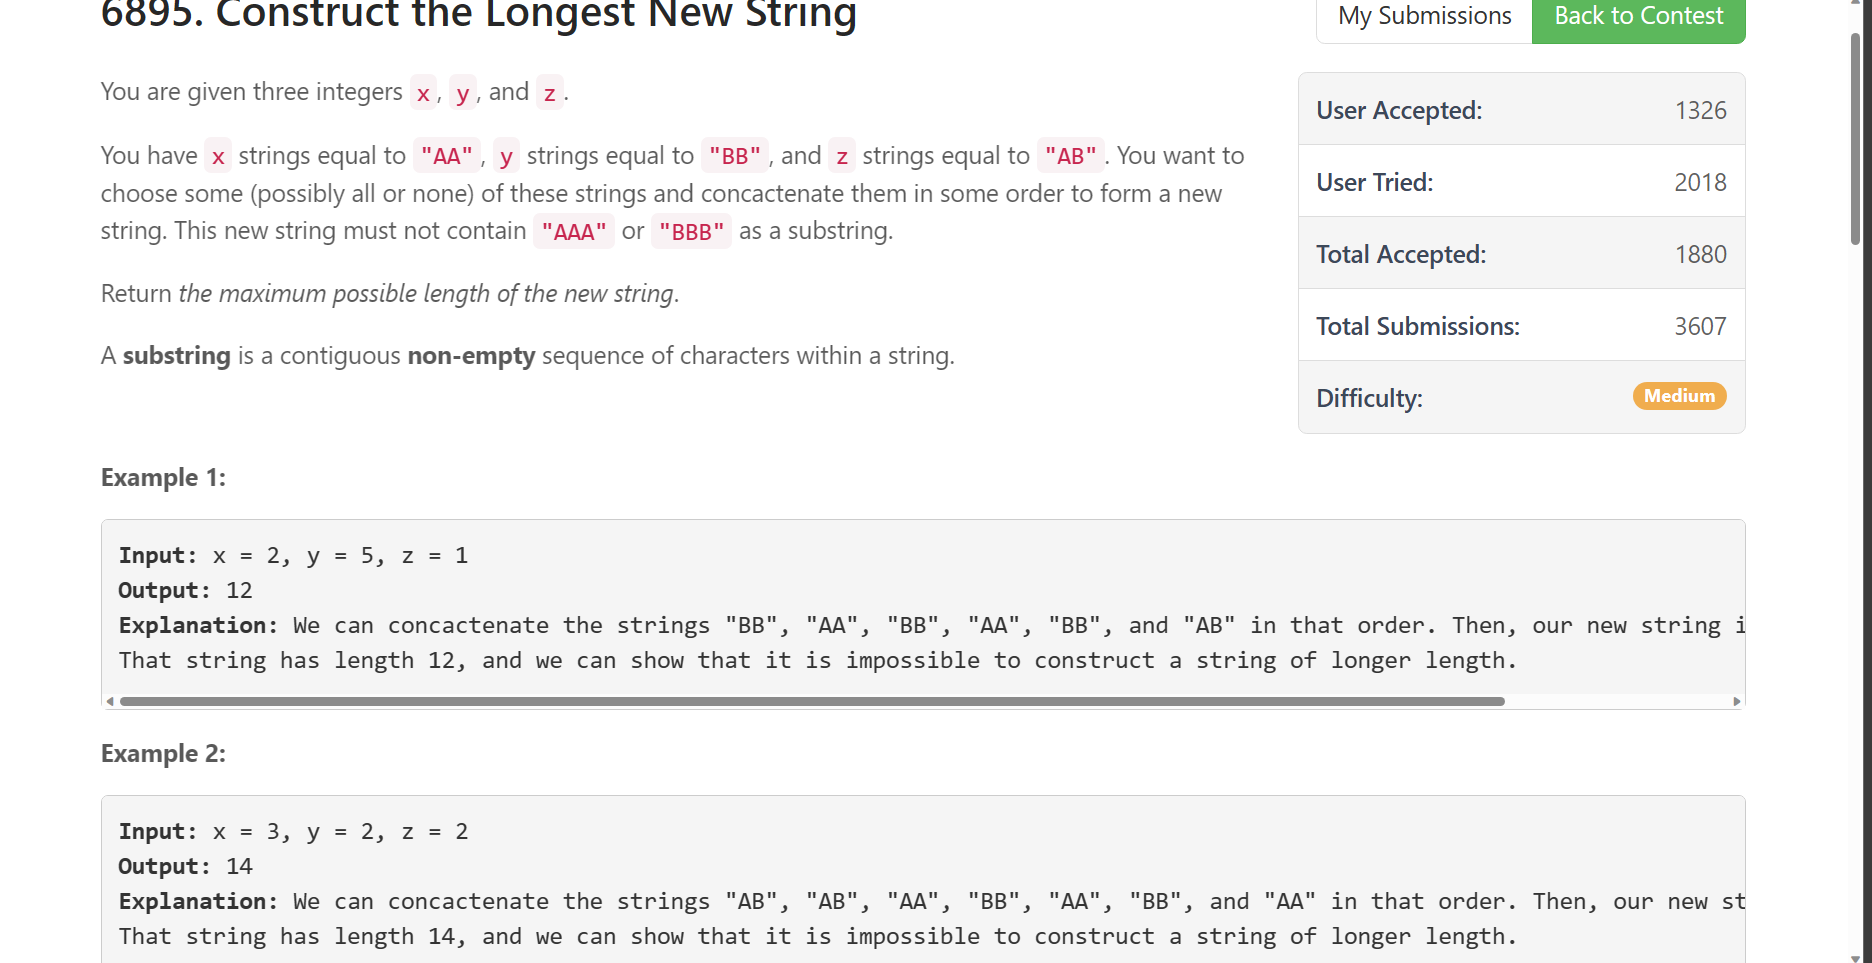 6895. Construct the Longest New String
My Submissions
Back to Contest
You are given three integers x, y, and z.
You have x strings equal to "AA", y strings equal to "BB", and z strings equal to "AB". You want to
choose some (possibly all or none) of these strings and concactenate them in some order to form a new
string. This new string must not contain "AAA" or "BBB" as a substring.
Return the maximum possible length of the new string.
A substring is a contiguous non-empty sequence of characters within a string.
User Accepted: 1326
User Tried: 2018
Total Accepted: 1880
Total Submissions: 3607
Difficulty: Medium
Example 1:
Input: x = 2, y = 5, z = 1
Output: 12
Explanation: We can concactenate the strings "BB", "AA", "BB", "AA", "BB", and "AB" in that order. Then, our new string i
That string has length 12, and we can show that it is impossible to construct a string of longer length.
Example 2:
Input: x = 3, y = 2, z = 2
Output: 14
Explanation: We can concactenate the strings "AB", "AB", "AA", "BB", "AA", "BB", and "AA" in that order. Then, our new st
That string has length 14, and we can show that it is impossible to construct a string of longer length.